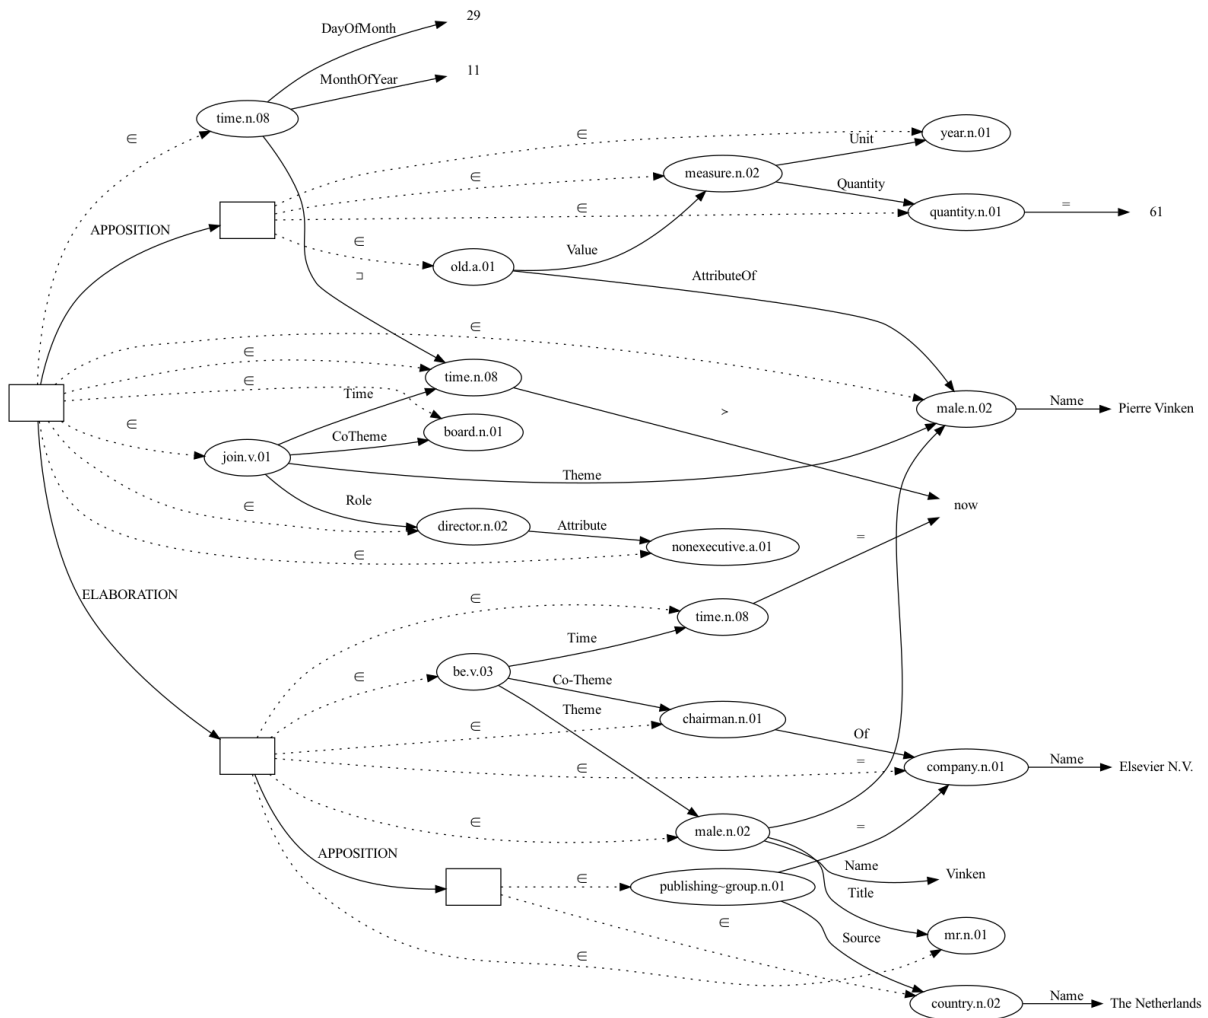 DayOfMonth
29
MonthOfYear
11
time.n.08
∈
∈
year.n.01
Unit
measure.n.02
∈
Quantity
∈
quantity.n.01
=
61
APPOSITION
∈
Value
old.a.01
⊐
AttributeOf
∈
∈
time.n.08
∈
Time
>
male.n.02
Name
Pierre Vinken
∈
CoTheme
board.n.01
join.v.01
Theme
Role
∈
now
director.n.02
Attribute
=
nonexecutive.a.01
∈
ELABORATION
∈
time.n.08
Time
be.v.03
∈
Co-Theme
Theme
chairman.n.01
∈
Of
∈
=
company.n.01
Name
Elsevier N.V.
∈
male.n.02
=
APPOSITION
Name
Vinken
∈
publishing~group.n.01
Title
∈
Source
mr.n.01
∈
country.n.02
Name
The Netherlands